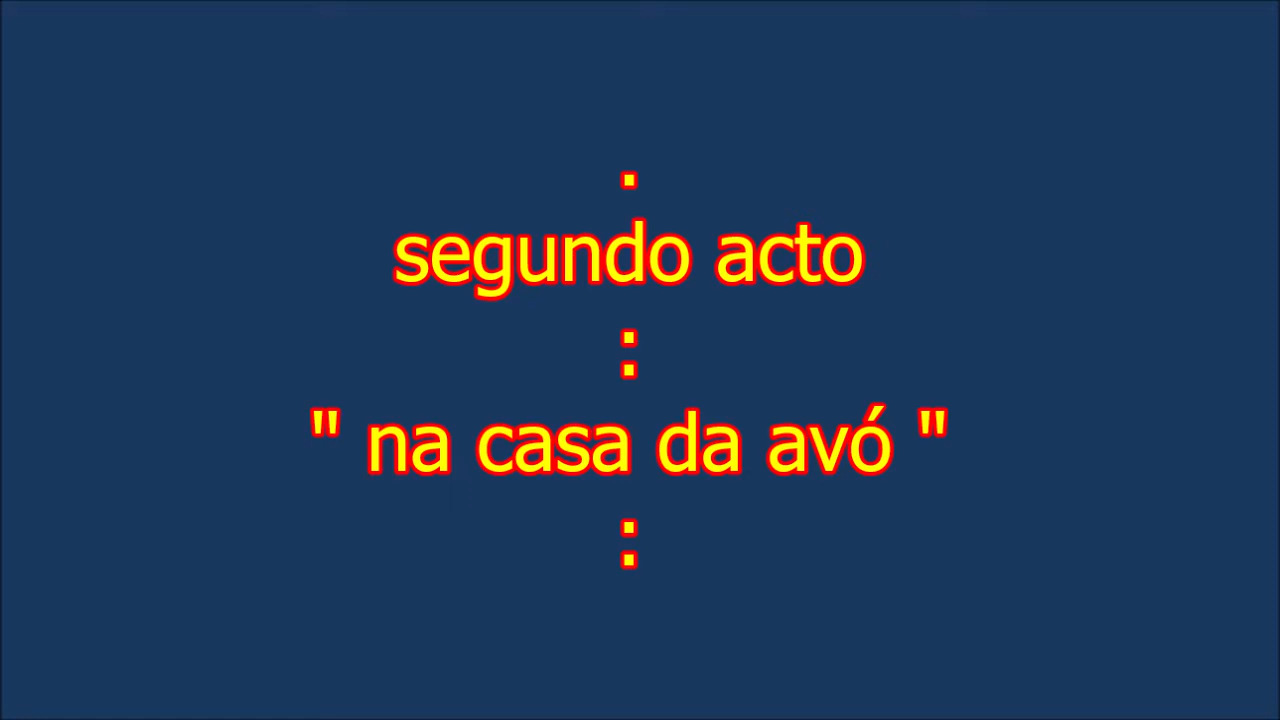 .
segundo acto
:
" na casa da avó "
: